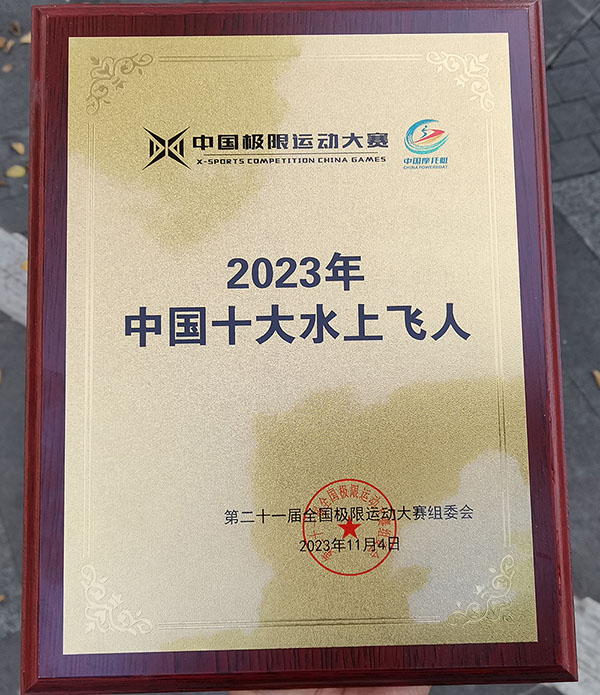 中国极限运动大赛
X-SPORTS COMPETITION CHINA GAMES
中国摩托艇
CHINA POWERBOAT
2023年
中国十大水上飞人
第二十一届全国极限运动大赛组委会
2023年11月4日